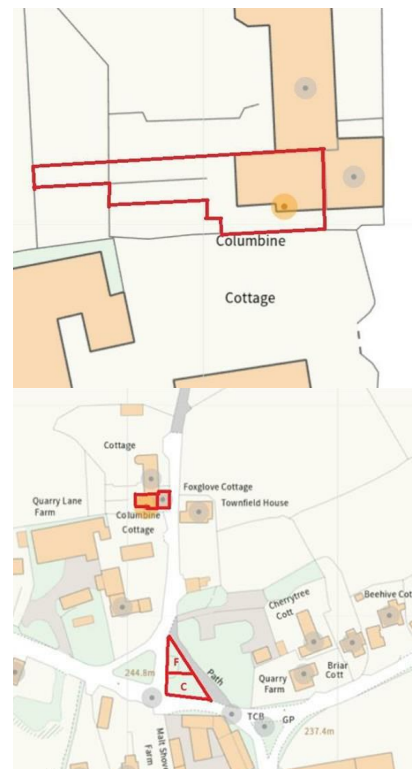 Columbine
Cottage
Cottage
Foxglove Cottage
Quarry Lane
Farm
Columbine
Cottage
Townfield House
Cherrytree
Cott
Beehive Cot
F
Path
244.8m
C
Briar
Cott
Quarry
Farm
TCB
GP
237.4m
Malt Shove
Farm